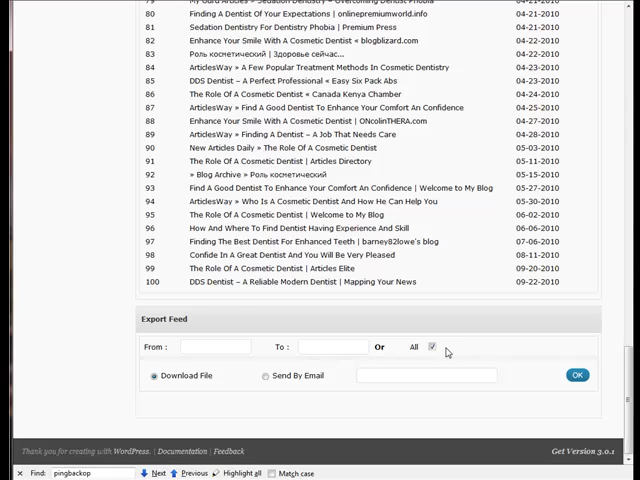 80 Finding A Dentist Of Your Expectations | onlinepremiumworld.info 04-21-2010
81 Sedation Dentistry For Dentistry Phobia | Premium Press 04-21-2010
82 Enhance Your Smile With A Cosmetic Dentist « blogblizard.com 04-22-2010
83 Роль косметический | Здоровье сейчас... 04-22-2010
84 ArticlesWay » A Few Popular Treatment Methods In Cosmetic Dentistry 04-23-2010
85 DDS Dentist – A Perfect Professional « Easy Six Pack Abs 04-23-2010
86 The Role Of A Cosmetic Dentist « Canada Kenya Chamber 04-24-2010
87 ArticlesWay » Find A Good Dentist To Enhance Your Comfort An Confidence 04-25-2010
88 Enhance Your Smile With A Cosmetic Dentist | ONcolinTHERA.com 04-27-2010
89 ArticlesWay » Finding A Dentist – A Job That Needs Care 04-28-2010
90 New Articles Daily » The Role Of A Cosmetic Dentist 05-03-2010
91 The Role Of A Cosmetic Dentist | Articles Directory 05-11-2010
92 » Blog Archive » Роль косметический 05-15-2010
93 Find A Good Dentist To Enhance Your Comfort An Confidence | Welcome to My Blog 05-27-2010
94 ArticlesWay » Who Is A Cosmetic Dentist And How He Can Help You 05-30-2010
95 The Role Of A Cosmetic Dentist | Welcome to My Blog 06-02-2010
96 How And Where To Find Dentist Having Experience And Skill 06-06-2010
97 Finding The Best Dentist For Enhanced Teeth | barney82lowe's blog 07-06-2010
98 Confide In A Great Dentist And You Will Be Very Pleased 08-11-2010
99 The Role Of A Cosmetic Dentist | Articles Elite 09-20-2010
100 DDS Dentist – A Reliable Modern Dentist | Mapping Your News 09-22-2010
Export Feed
From : To : Or All
Download File Send By Email OK
Thank you for creating with WordPress. | Documentation | Feedback Get Version 3.0.1
Find: pingbackop Next Previous Highlight all Match case